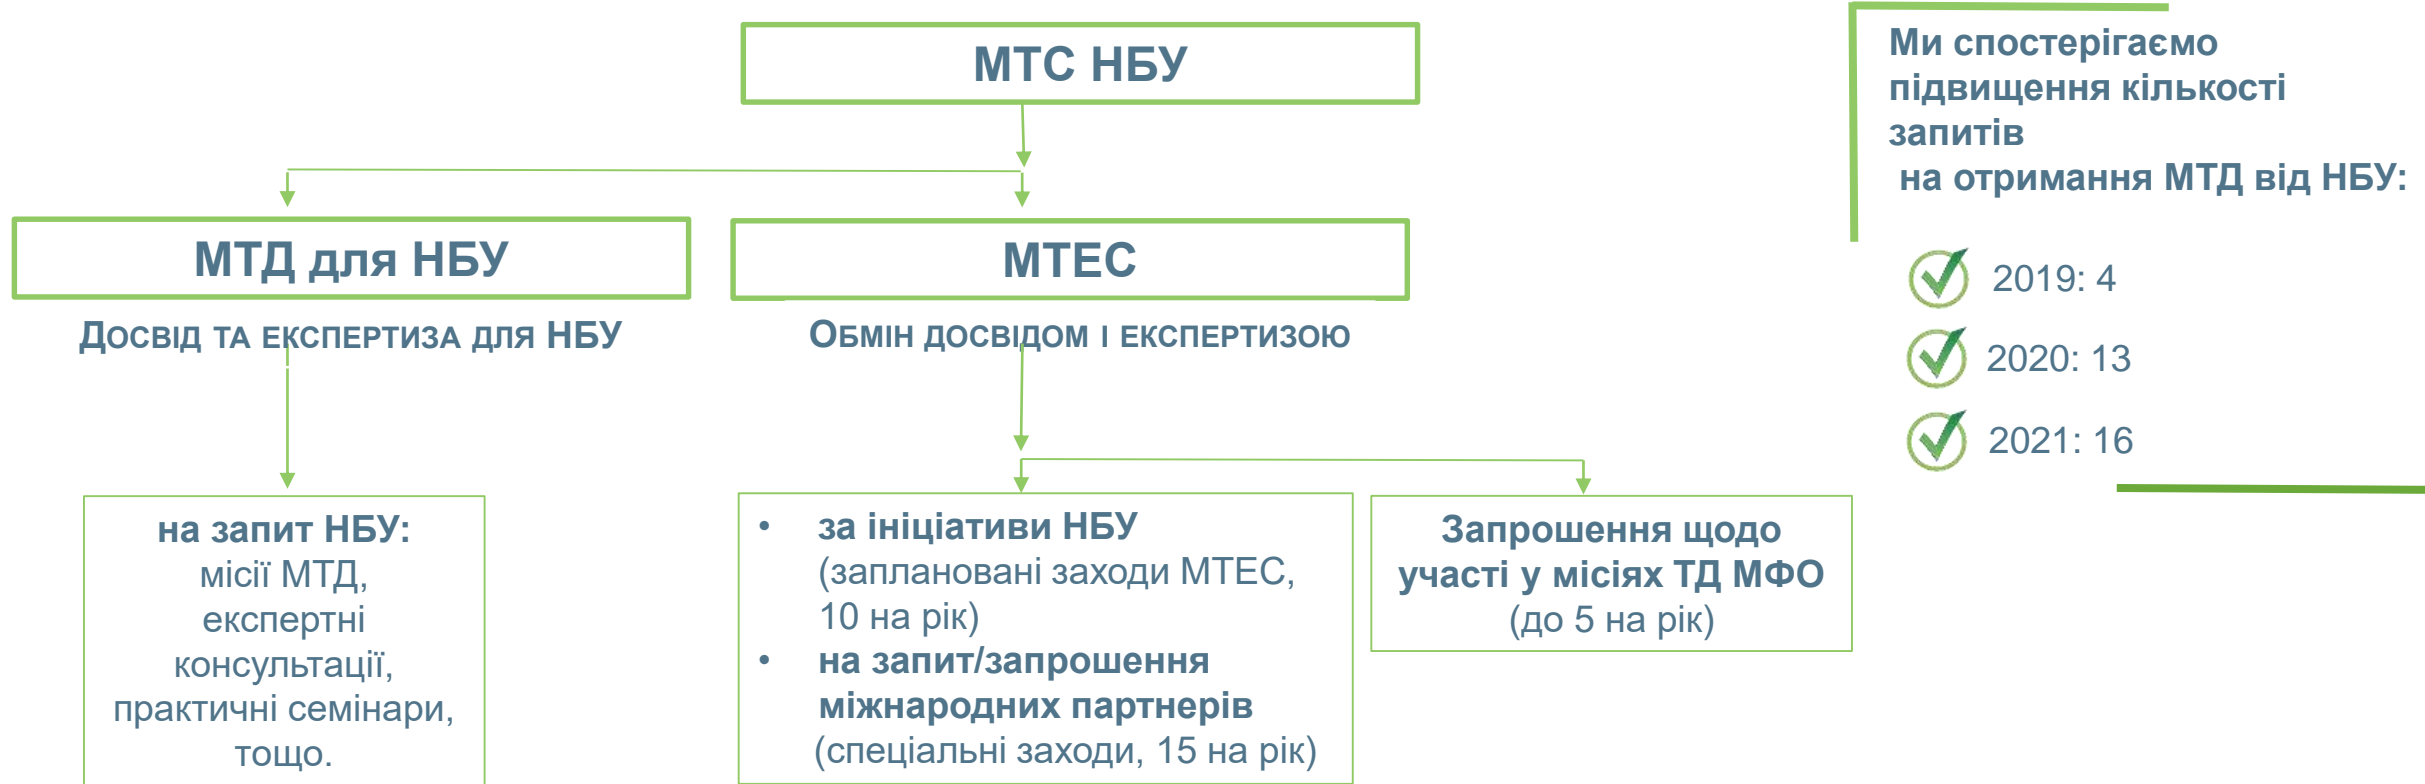 МТС НБУ
МТД для НБУ
Досвід та експертиза для НБУ
на запит НБУ:
місії МТД,
експертні
консультації,
практичні семінари,
тощо.
МТЕС
Обмін досвідом і експертизою
• за ініціативи НБУ
(заплановані заходи МТЕС,
10 на рік)
• на запит/запрошення
міжнародних партнерів
(спеціальні заходи, 15 на рік)
Запрошення щодо
участі у місіях ТД МФО
(до 5 на рік)
Ми спостерігаємо
підвищення кількості
запитів
на отримання МТД від НБУ:
2019: 4
2020: 13
2021: 16